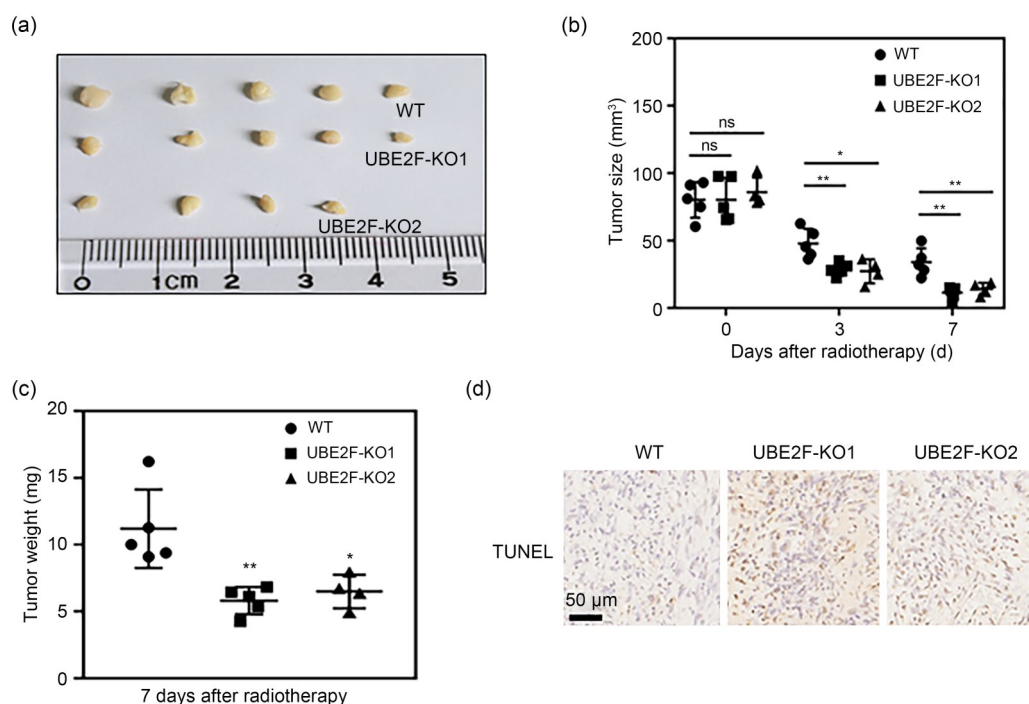 (a)
WT
UBE2F-KO1
UBE2F-KO2
0 1cm 2 3 4 5
(b)
Tumor size (mm³)
200
150
100
50
0
WT
UBE2F-KO1
UBE2F-KO2
ns
ns
*
**
**
**
0 3 7
Days after radiotherapy (d)
(c)
Tumor weight (mg)
20
15
10
5
0
WT
UBE2F-KO1
UBE2F-KO2
**
*
7 days after radiotherapy
(d)
WT UBE2F-KO1 UBE2F-KO2
TUNEL
50 μm